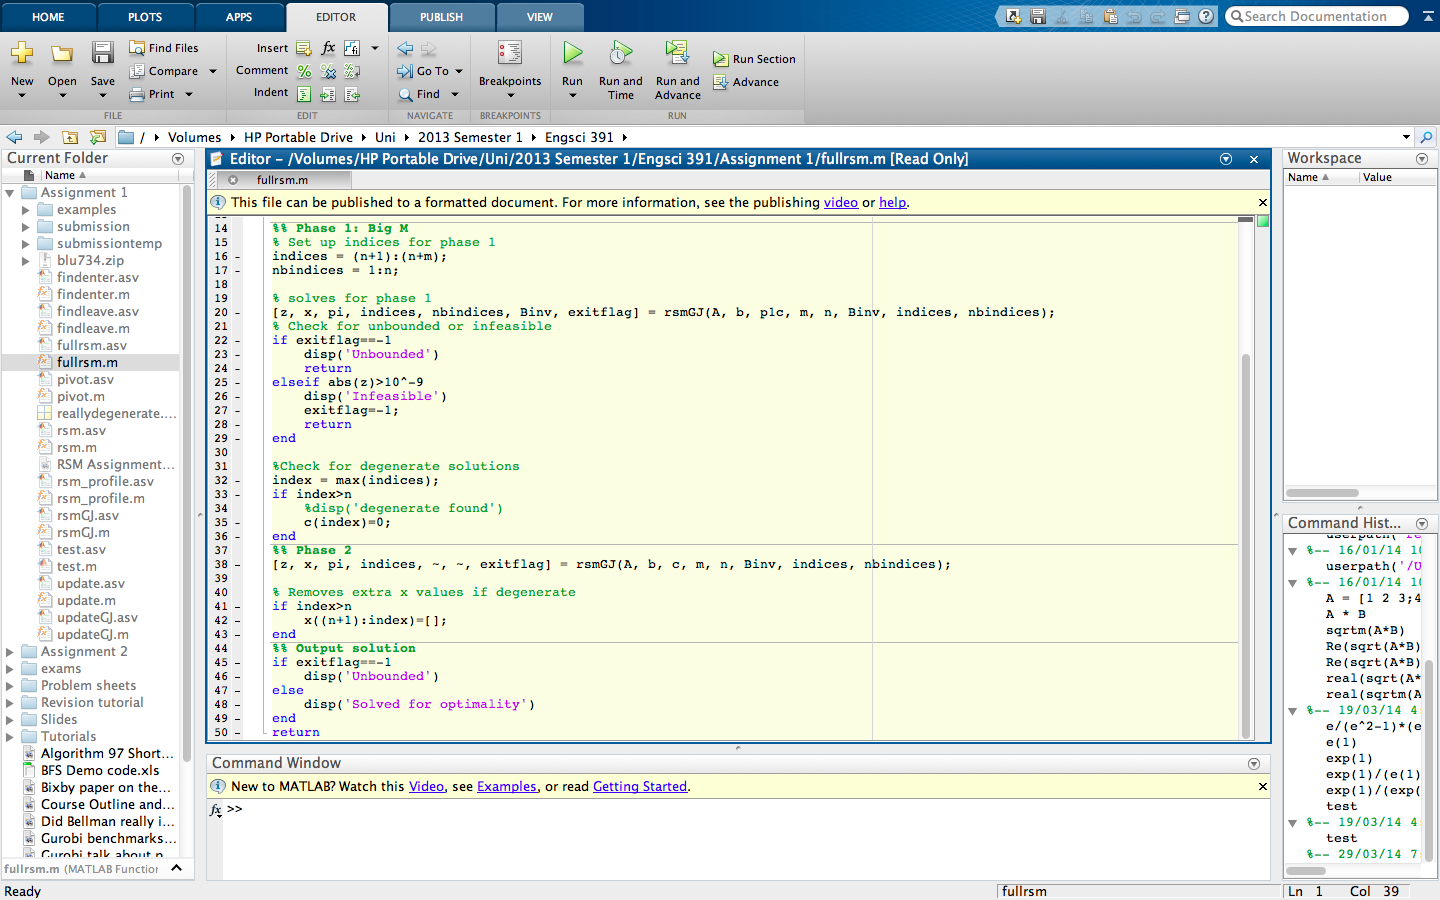 HOME PLOTS APPS EDITOR PUBLISH VIEW
Search Documentation
New Open Save
Find Files
Compare
Print
FILE
Insert
Comment
Indent
EDIT
Go To
Find
NAVIGATE
Breakpoints
BREAKPOINTS
Run
Run and Time
Run and Advance
Run Section
Advance
RUN
/ Volumes HP Portable Drive Uni 2013 Semester 1 Engsci 391
Current Folder
Name
Assignment 1
examples
submission
submissiontemp
blu734.zip
findenter.asv
findenter.m
findleave.asv
findleave.m
fullrsm.asv
fullrsm.m
pivot.asv
pivot.m
reallydegenerate....
rsm.asv
rsm.m
RSM Assignment...
rsm_profile.asv
rsm_profile.m
rsmGJ.asv
rsmGJ.m
test.asv
test.m
update.asv
update.m
updateGJ.asv
updateGJ.m
Assignment 2
exams
Problem sheets
Revision tutorial
Slides
Tutorials
Algorithm 97 Short...
BFS Demo code.xls
Bixby paper on the...
Course Outline and...
Did Bellman really i...
Gurobi benchmarks...
Gurobi talk about n
fullrsm.m (MATLAB Function
Ready
Editor - /Volumes/HP Portable Drive/Uni/2013 Semester 1/Engsci 391/Assignment 1/fullrsm.m [Read Only]
fullrsm.m
This file can be published to a formatted document. For more information, see the publishing video or help.
14 %% Phase 1: Big M
15 % Set up indices for phase 1
16 - indices = (n+1):(n+m);
17 - nbindices = 1:n;
18
19 % solves for phase 1
20 - [z, x, pi, indices, nbindices, Binv, exitflag] = rsmGJ(A, b, p1c, m, n, Binv, indices, nbindices);
21 % Check for unbounded or infeasible
22 - if exitflag==-1
23 - disp('Unbounded')
24 - return
25 - elseif abs(z)>10^-9
26 - disp('Infeasible')
27 - exitflag=-1;
28 - return
29 - end
30
31 %Check for degenerate solutions
32 - index = max(indices);
33 - if index>n
34 %disp('degenerate found')
35 - c(index)=0;
36 - end
37 %% Phase 2
38 - [z, x, pi, indices, ~, ~, exitflag] = rsmGJ(A, b, c, m, n, Binv, indices, nbindices);
39
40 % Removes extra x values if degenerate
41 - if index>n
42 - x((n+1):index)=[];
43 - end
44 %% Output solution
45 - if exitflag==-1
46 - disp('Unbounded')
47 - else
48 - disp('Solved for optimality')
49 - end
50 - return
Command Window
New to MATLAB? Watch this Video, see Examples, or read Getting Started.
fx >>
Workspace
Name Value
Command Hist...
%-- 16/01/14 10
userpath('/U
%-- 16/01/14 10
A = [1 2 3;4
A * B
sqrtm(A*B)
Re(sqrt(A*B)
Re(sqrt(A*B)
real(sqrt(A*
real(sqrtm(A
%-- 19/03/14 4:
e/(e^2-1)*(e
e(1)
exp(1)
exp(1)/(e(1)
exp(1)/(exp(
test
%-- 19/03/14 4:
test
%-- 29/03/14 7:
fullrsm
Ln 1 Col 39